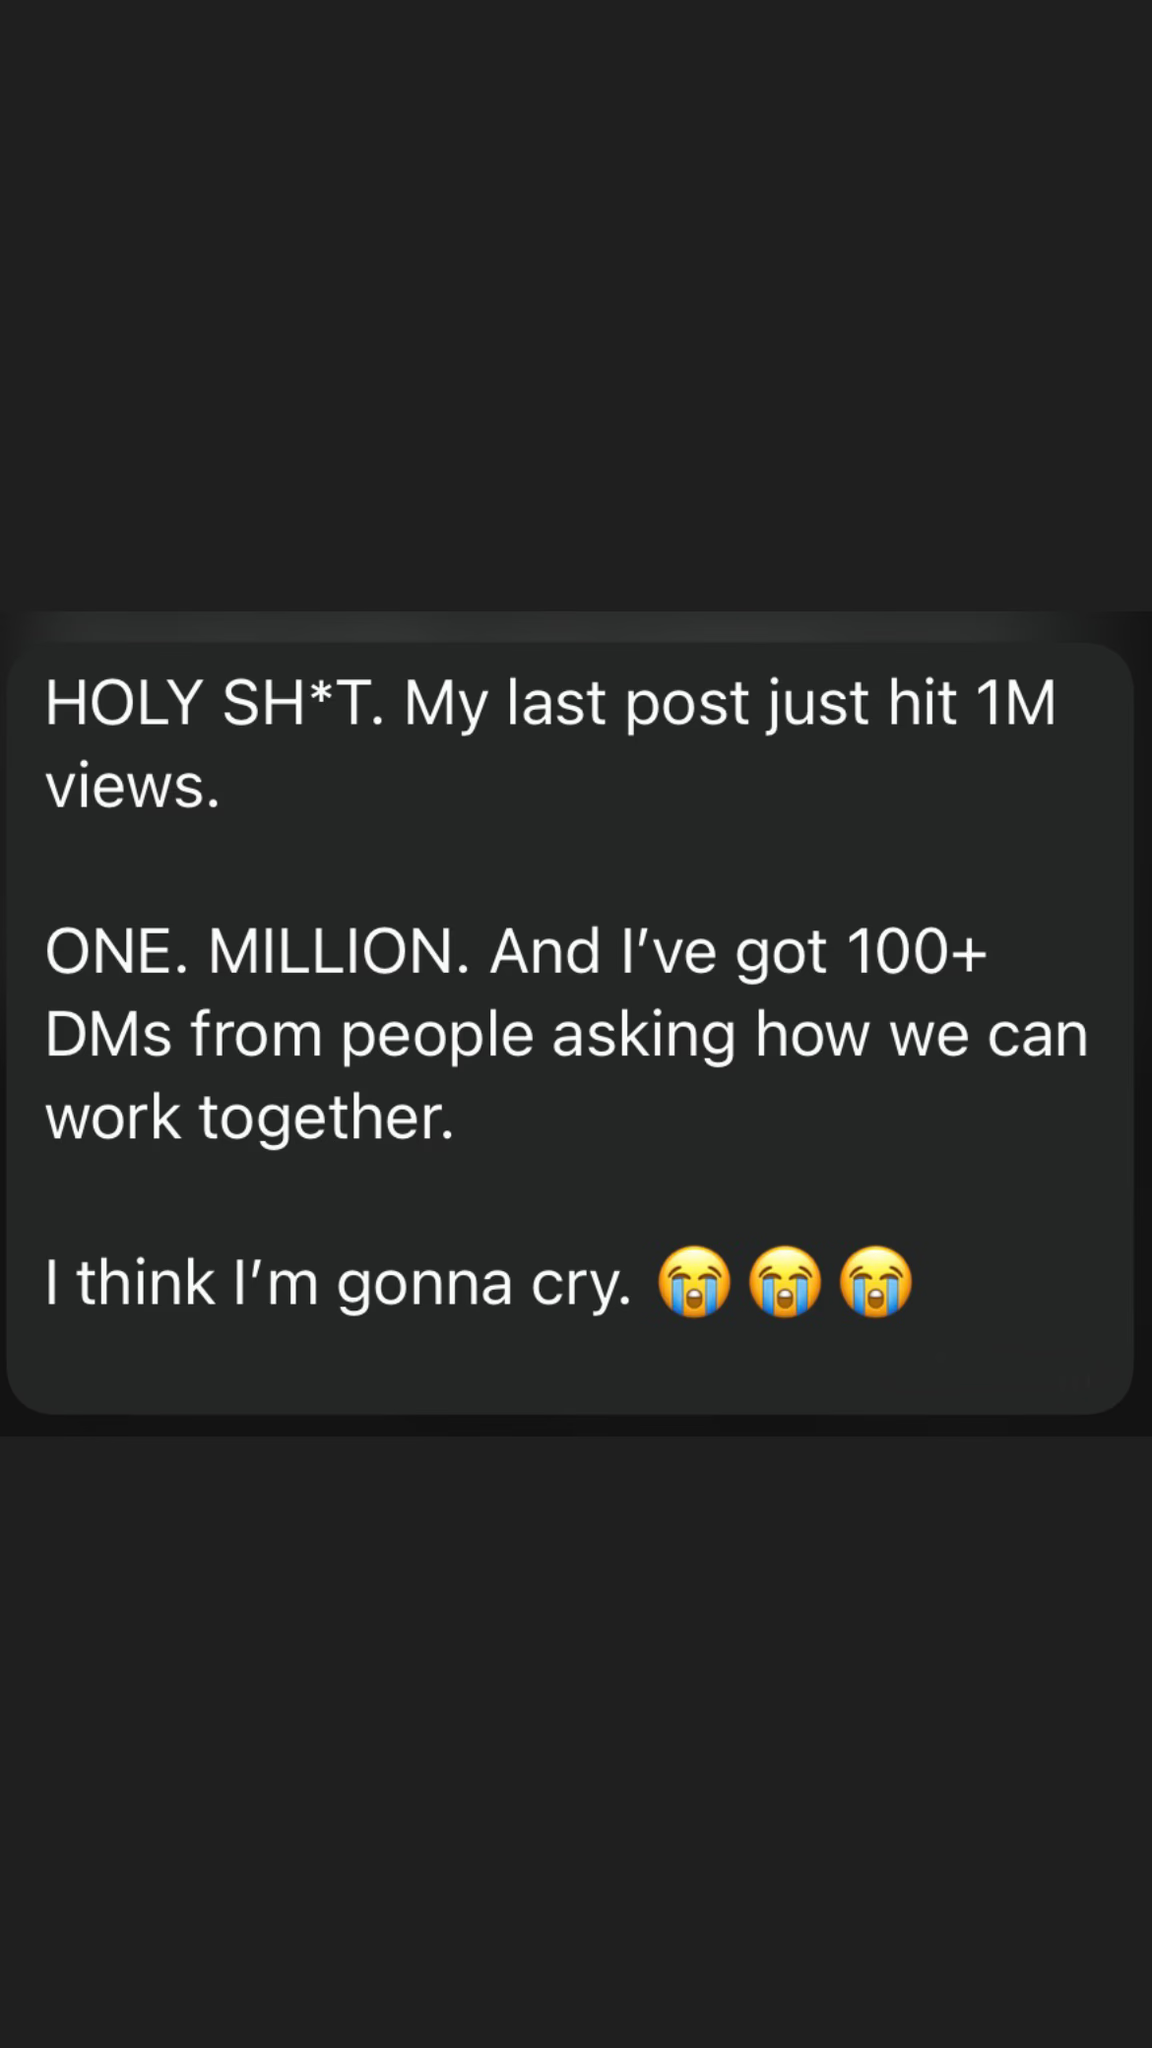 HOLY SH*T. My last post just hit 1M
views.
ONE. MILLION. And I’ve got 100+
DMs from people asking how we can
work together.
I think I’m gonna cry. 😭😭😭